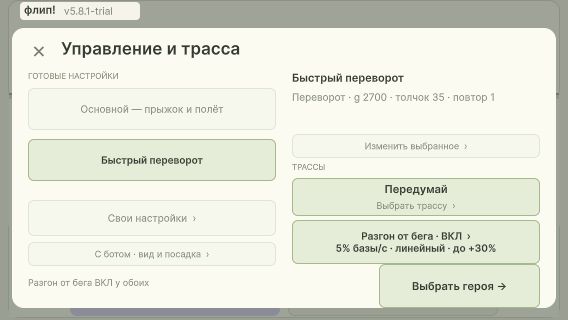 флип! v5.8.1-trial
× Управление и трасса
ГОТОВЫЕ НАСТРОЙКИ
Основной — прыжок и полёт
Быстрый переворот
Свои настройки ›
С ботом · вид и посадка ›
Разгон от бега ВКЛ у обоих
Быстрый переворот
Переворот · g 2700 · толчок 35 · повтор 1
Изменить выбранное ›
ТРАССЫ
Передумай
Выбрать трассу ›
Разгон от бега · ВКЛ ›
5% базы/с · линейный · до +30%
Выбрать героя →